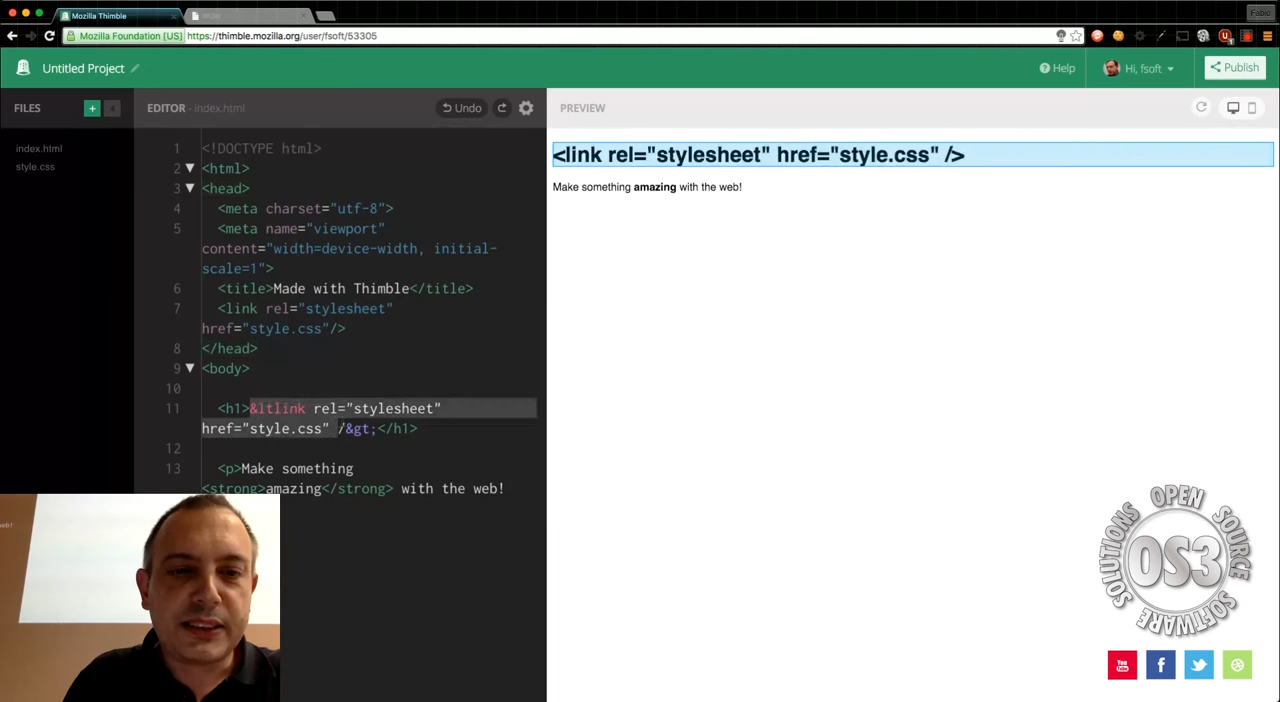 Mozilla Thimble
Fabio
Mozilla Foundation [US] https://thimble.mozilla.org/user/fsoft/53305
Untitled Project
Help
Hi, fsoft
Publish
FILES
EDITOR - index.html
Undo
PREVIEW
index.html
style.css
1 <!DOCTYPE html>
2 <html>
3 <head>
4 <meta charset="utf-8">
5 <meta name="viewport"
content="width=device-width, initial-
scale=1">
6 <title>Made with Thimble</title>
7 <link rel="stylesheet"
href="style.css"/>
8 </head>
9 <body>
10
11 <h1>&ltlink rel="stylesheet"
href="style.css" /&gt;</h1>
12
13 <p>Make something
<strong>amazing</strong> with the web!
<link rel="stylesheet" href="style.css" />
Make something amazing with the web!
web!
OPEN SOURCE SOFTWARE SOLUTIONS
OS3
You Tube
f